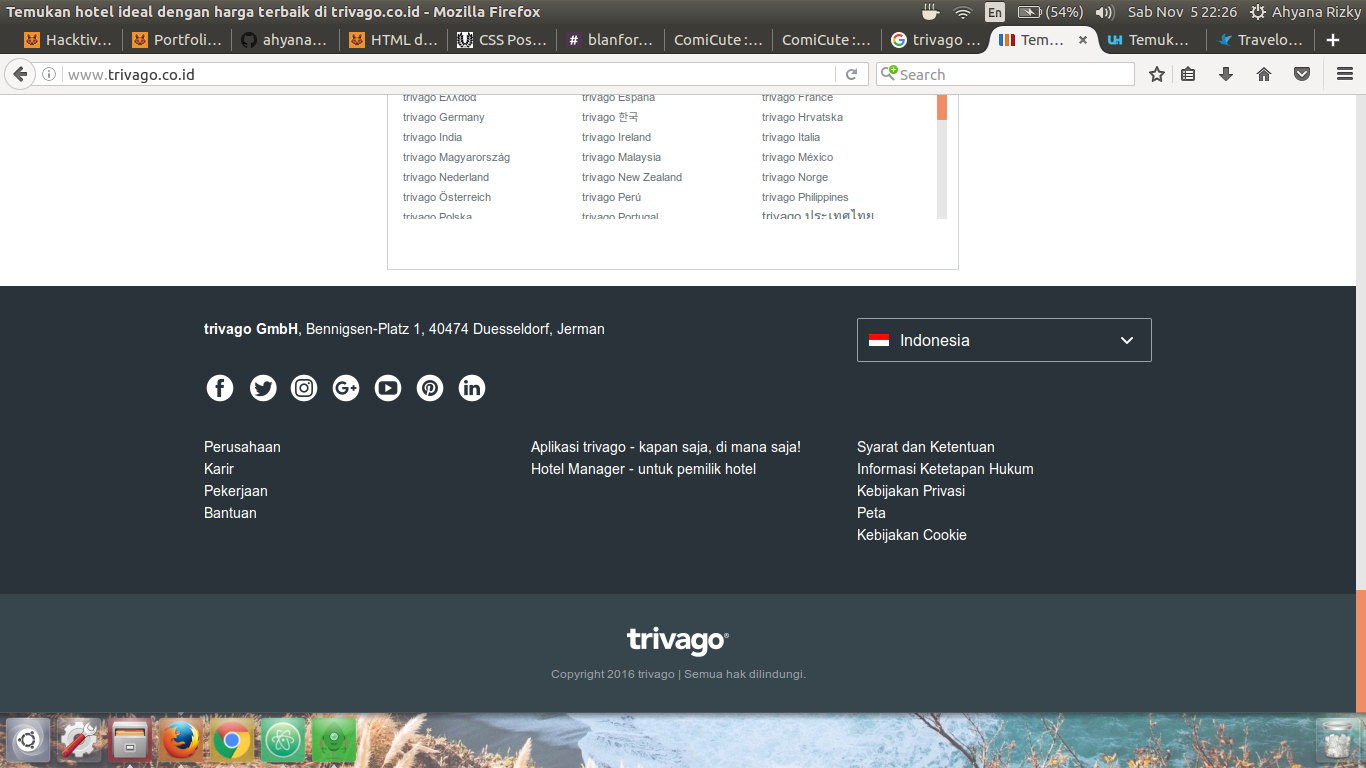 Temukan hotel ideal dengan harga terbaik di trivago.co.id - Mozilla Firefox
En (54%) Sab Nov 5 22:26 Ahyana Rizky
Hacktiv… Portfoli… ahyana… HTML d… CSS Pos… # blanfor… ComiCute :… ComiCute :… trivago … Tem… × UH Temuk… Travelo… +
www.trivago.co.id
Search
trivago Ελλάδα trivago España trivago France
trivago Germany trivago 한국 trivago Hrvatska
trivago India trivago Ireland trivago Italia
trivago Magyarország trivago Malaysia trivago México
trivago Nederland trivago New Zealand trivago Norge
trivago Österreich trivago Perú trivago Philippines
trivago Polska trivago Portugal trivago ประเทศไทย
trivago GmbH, Bennigsen-Platz 1, 40474 Duesseldorf, Jerman
Indonesia
Perusahaan
Karir
Pekerjaan
Bantuan
Aplikasi trivago - kapan saja, di mana saja!
Hotel Manager - untuk pemilik hotel
Syarat dan Ketentuan
Informasi Ketetapan Hukum
Kebijakan Privasi
Peta
Kebijakan Cookie
trivago®
Copyright 2016 trivago | Semua hak dilindungi.